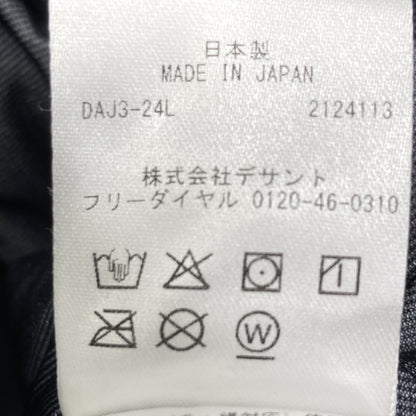 日本製
MADE IN JAPAN
DAJ3-24L 2124113
株式会社デサント
フリーダイヤル 0120-46-0310
W